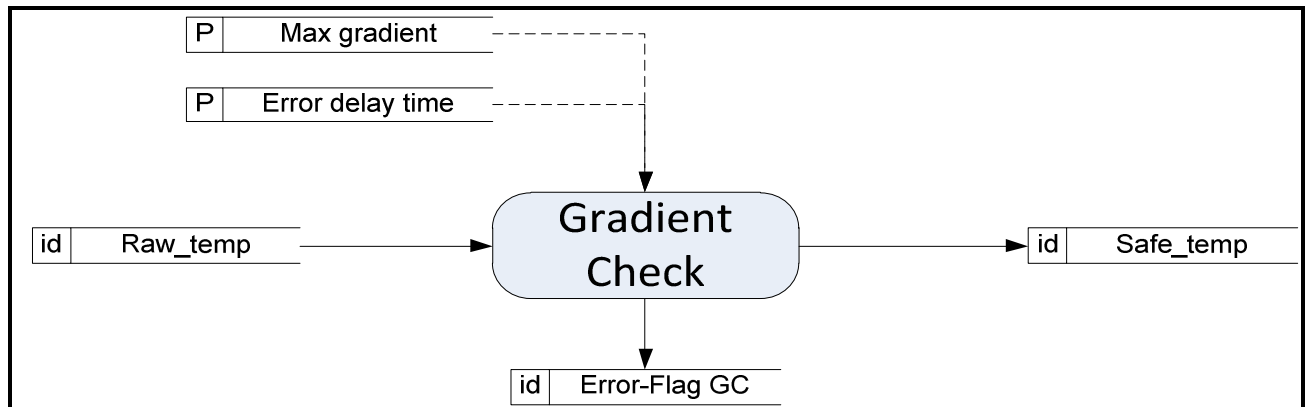 P Max gradient
P Error delay time
Gradient
Check
id Raw_temp
id Safe_temp
id Error-Flag GC